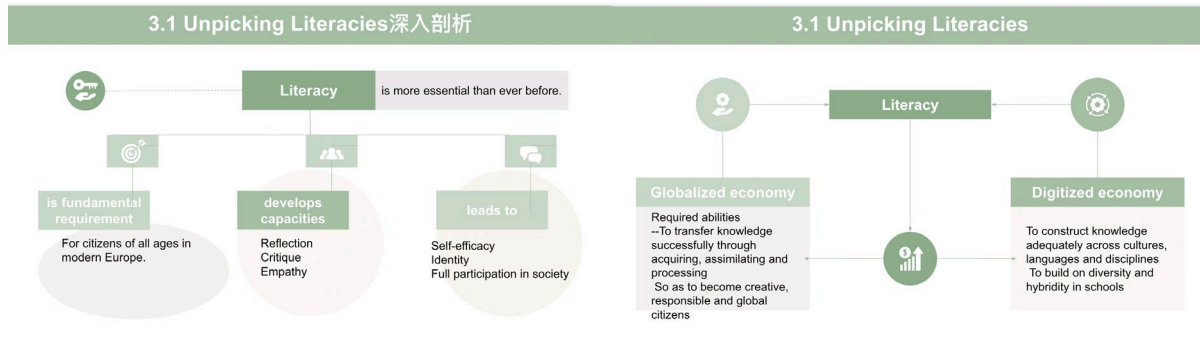 3.1 Unpicking Literacies深入剖析
Literacy
is more essential than ever before.
is fundamental
requirement
For citizens of all ages in
modern Europe.
develops
capacities
Reflection
Critique
Empathy
leads to
Self-efficacy
Identity
Full participation in society
3.1 Unpicking Literacies
Literacy
Globalized economy
Required abilities
--To transfer knowledge
successfully through
acquiring, assimilating and
processing
So as to become creative,
responsible and global
citizens
Digitized economy
To construct knowledge
adequately across cultures,
languages and disciplines
To build on diversity and
hybridity in schools
$